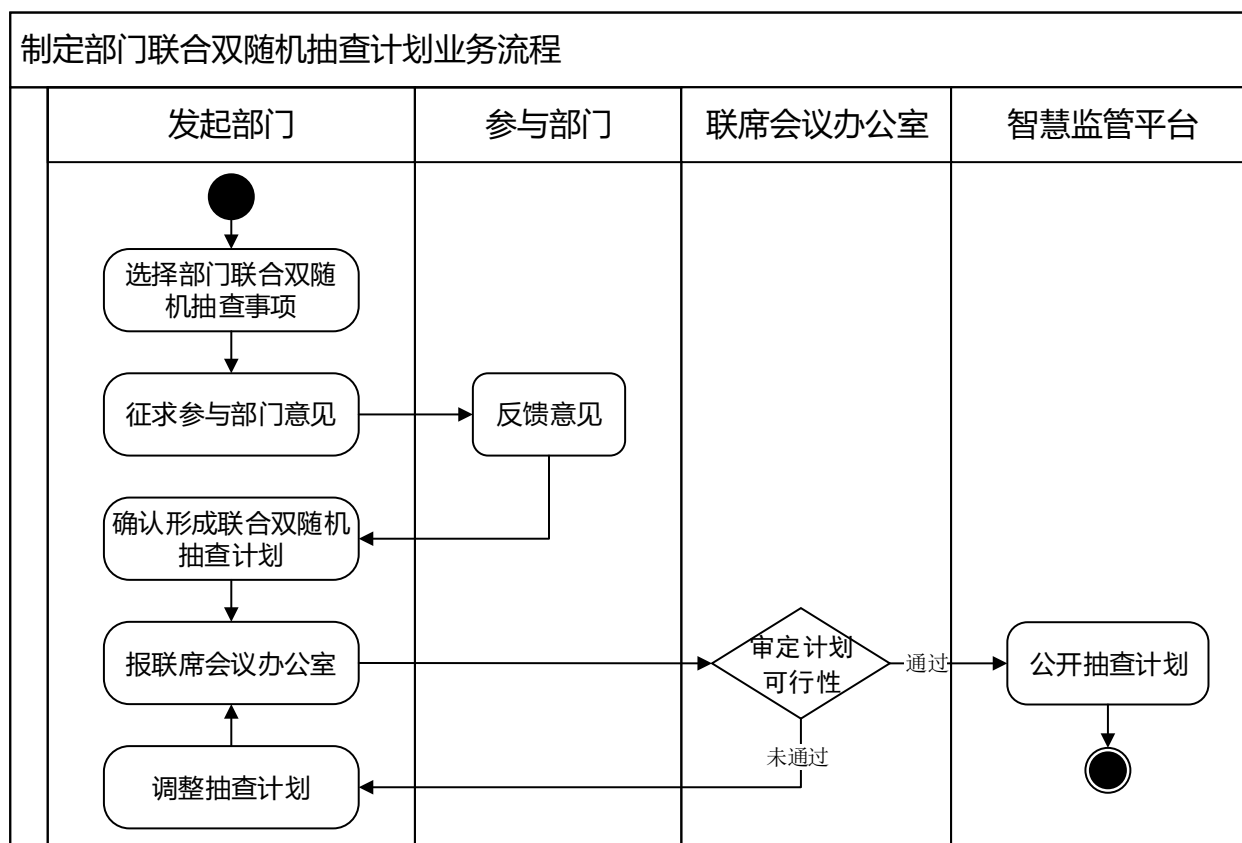 制定部门联合双随机抽查计划业务流程
发起部门
参与部门
联席会议办公室
智慧监管平台
选择部门联合双随
机抽查事项
征求参与部门意见
反馈意见
确认形成联合双随机
抽查计划
报联席会议办公室
审定计划
可行性
通过
公开抽查计划
未通过
调整抽查计划